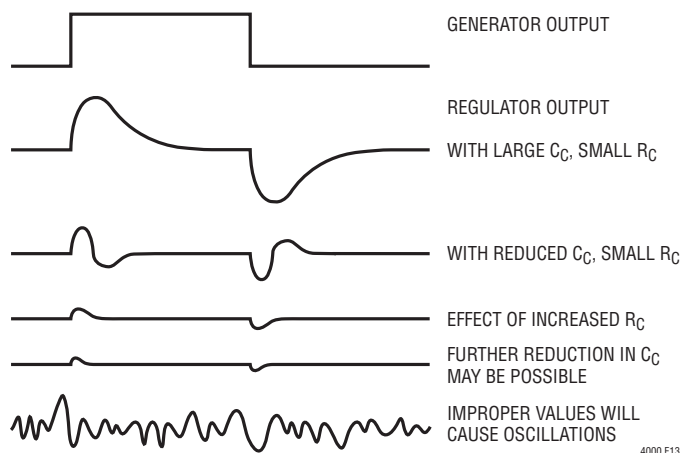 GENERATOR OUTPUT
REGULATOR OUTPUT
WITH LARGE CC, SMALL RC
WITH REDUCED CC, SMALL RC
EFFECT OF INCREASED RC
FURTHER REDUCTION IN CC
MAY BE POSSIBLE
IMPROPER VALUES WILL
CAUSE OSCILLATIONS
4000 F13